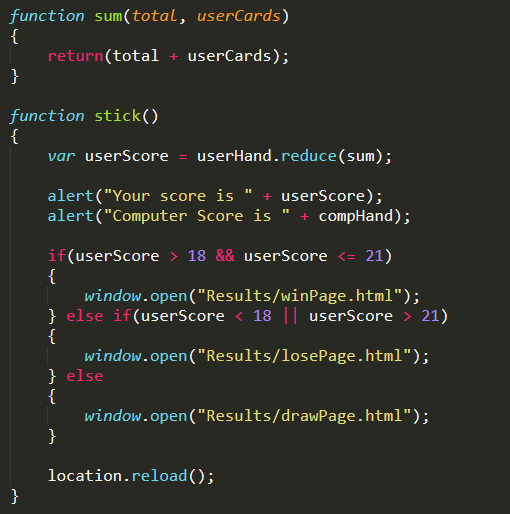 function sum(total, userCards)
{
    return(total + userCards);
}

function stick()
{
    var userScore = userHand.reduce(sum);

    alert("Your score is " + userScore);
    alert("Computer Score is " + compHand);

    if(userScore > 18 && userScore <= 21)
    {
        window.open("Results/winPage.html");
    } else if(userScore < 18 || userScore > 21)
    {
        window.open("Results/losePage.html");
    } else
    {
        window.open("Results/drawPage.html");
    }

    location.reload();
}